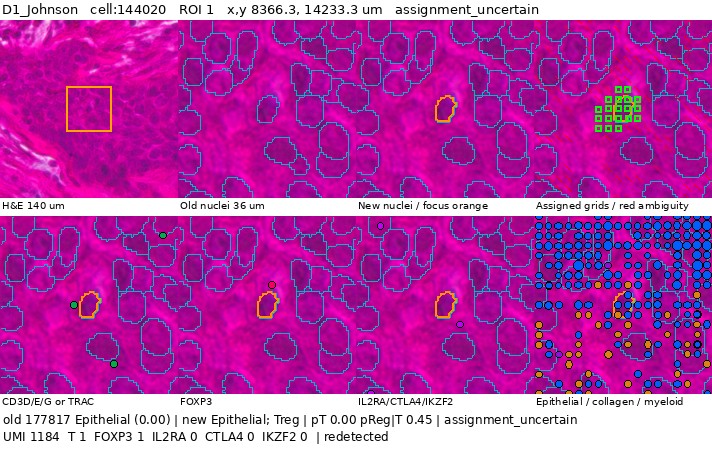 D1_Johnson cell:144020 ROI 1 x,y 8366.3, 14233.3 um assignment_uncertain
H&E 140 um
Old nuclei 36 um
New nuclei / focus orange
Assigned grids / red ambiguity
CD3D/E/G or TRAC
FOXP3
IL2RA/CTLA4/IKZF2
Epithelial / collagen / myeloid
old 177817 Epithelial (0.00) | new Epithelial; Treg | pT 0.00 pReg|T 0.45 | assignment_uncertain
UMI 1184 T 1 FOXP3 1 IL2RA 0 CTLA4 0 IKZF2 0 | redetected